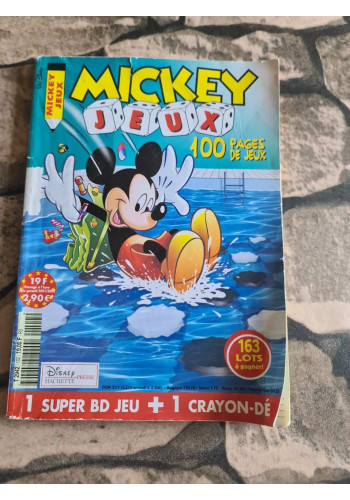 MICKEY
JEUX
MICKEY
JEUX
100 PAGES
DE JEUX
19 F
2,90€
163
LOTS
à gagner!
Disney
HACHETTE PRESSE
1 SUPER BD JEU + 1 CRAYON-DÉ